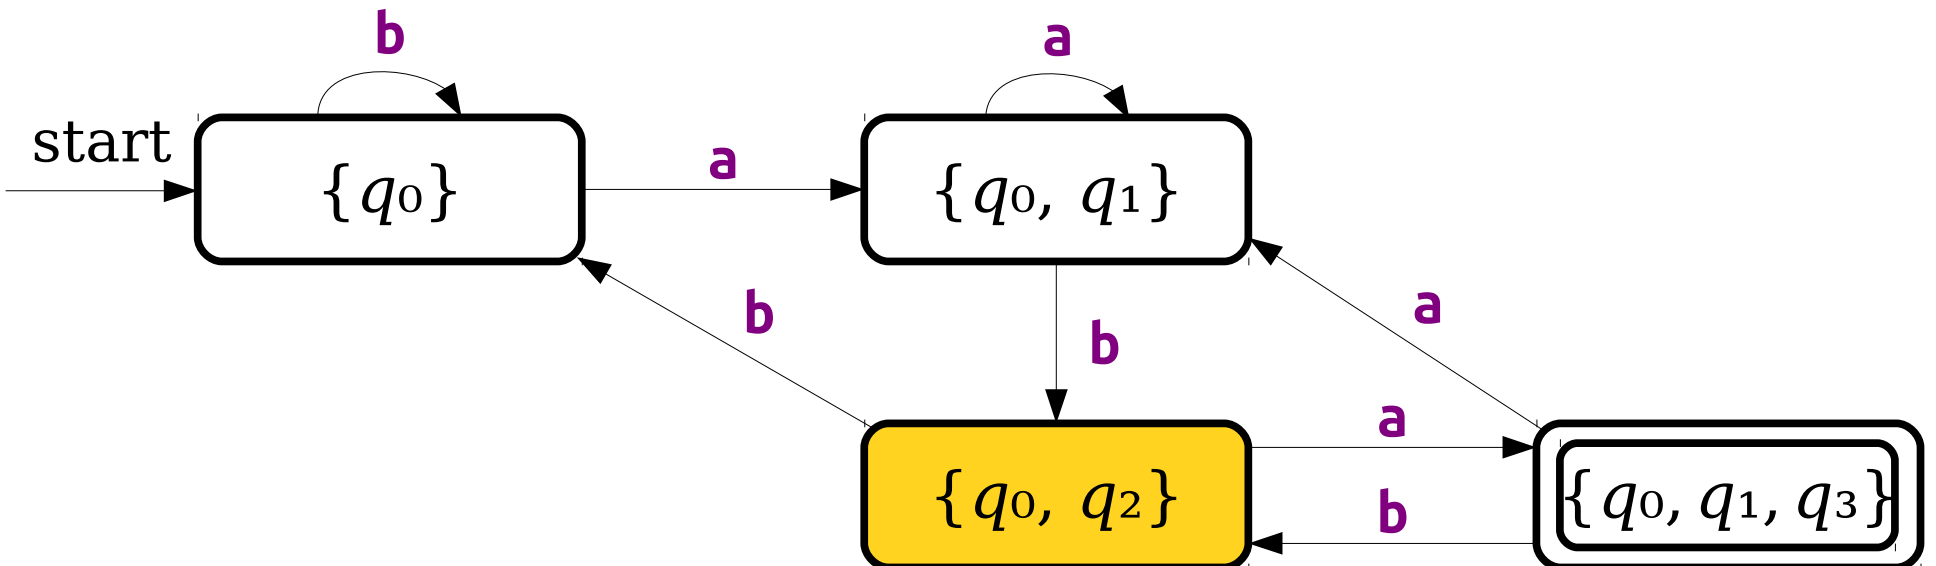 b
a
start
a
{q₀}
{q₀, q₁}
b
a
b
a
{q₀, q₂}
{q₀, q₁, q₃}
b